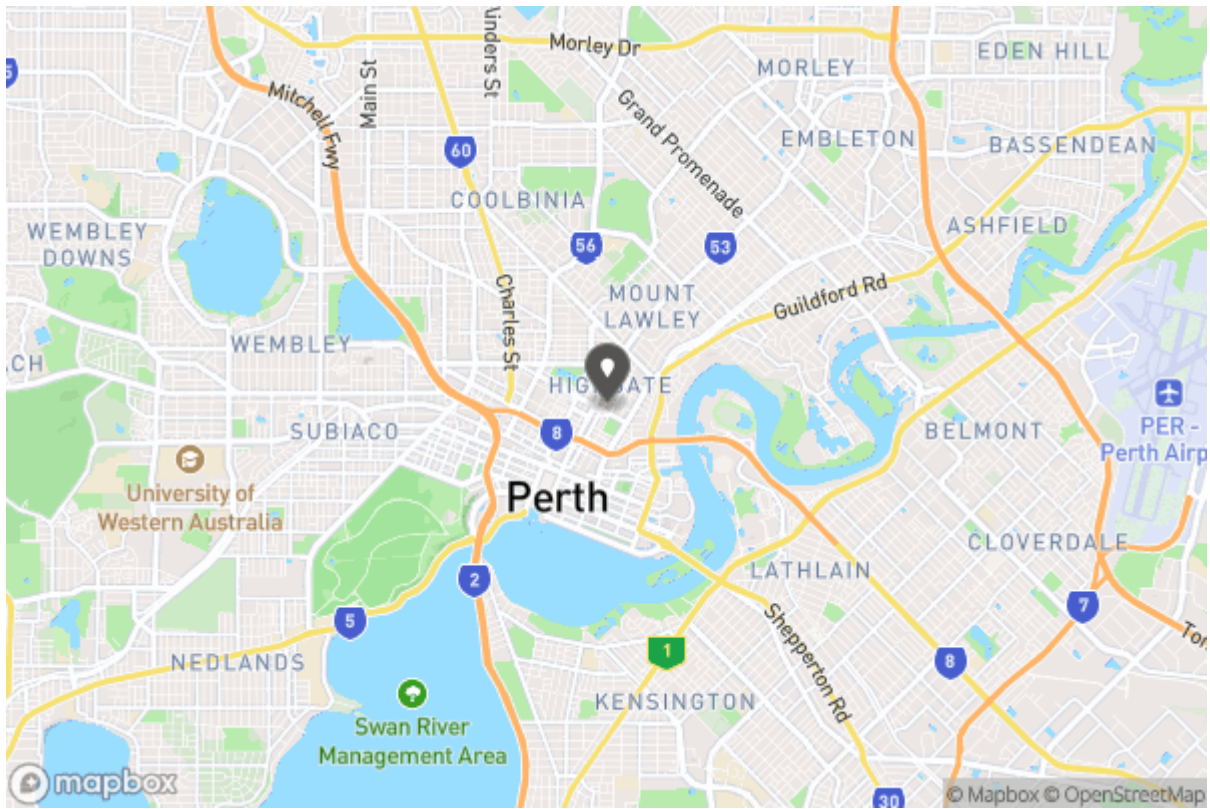 Morley Dr
EDEN HILL
MORLEY
Main St
Mitchell Fwy
Grand Promenade
EMBLETON
BASSENDEAN
60
COOLBINIA
WEMBLEY
DOWNS
56
53
ASHFIELD
Charles St
MOUNT
LAWLEY
Guildford Rd
WEMBLEY
SUBIACO
8
BELMONT
PER -
University of
Western Australia
Perth
CLOVERDALE
LATHLAIN
2
5
7
Shepperton Rd
1
NEDLANDS
8
KENSINGTON
Swan River
Management Area
mapbox
30
© Mapbox © OpenStreetMap